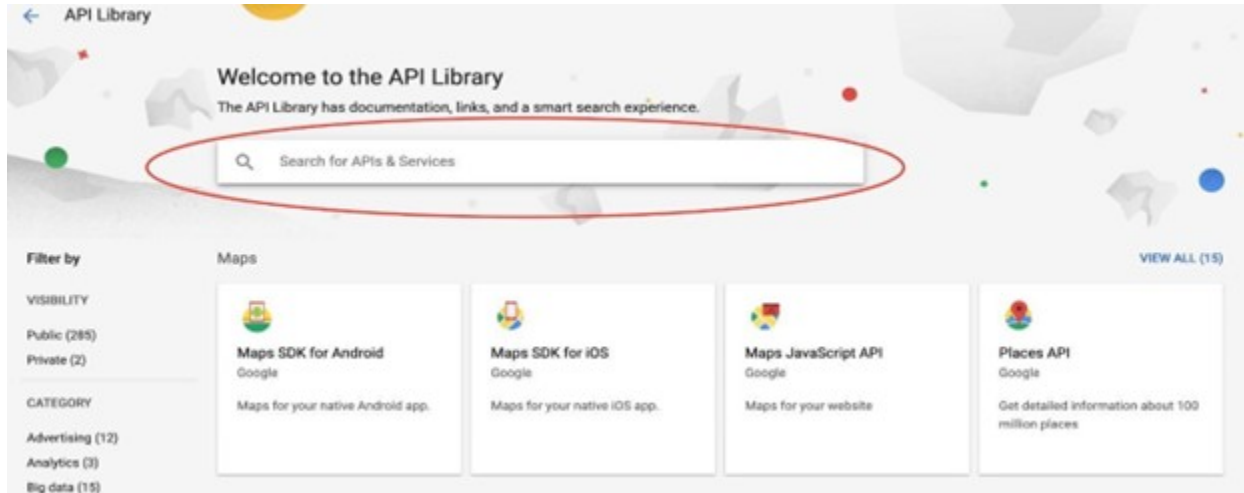 API Library
Welcome to the API Library
The API Library has documentation, links, and a smart search experience.
Search for APIs & Services
Filter by
VISIBILITY
Public (285)
Private (2)
CATEGORY
Advertising (12)
Analytics (3)
Big data (15)
Maps
VIEW ALL (15)
Maps SDK for Android
Google
Maps for your native Android app.
Maps SDK for iOS
Google
Maps for your native iOS app.
Maps JavaScript API
Google
Maps for your website
Places API
Google
Get detailed information about 100
million places